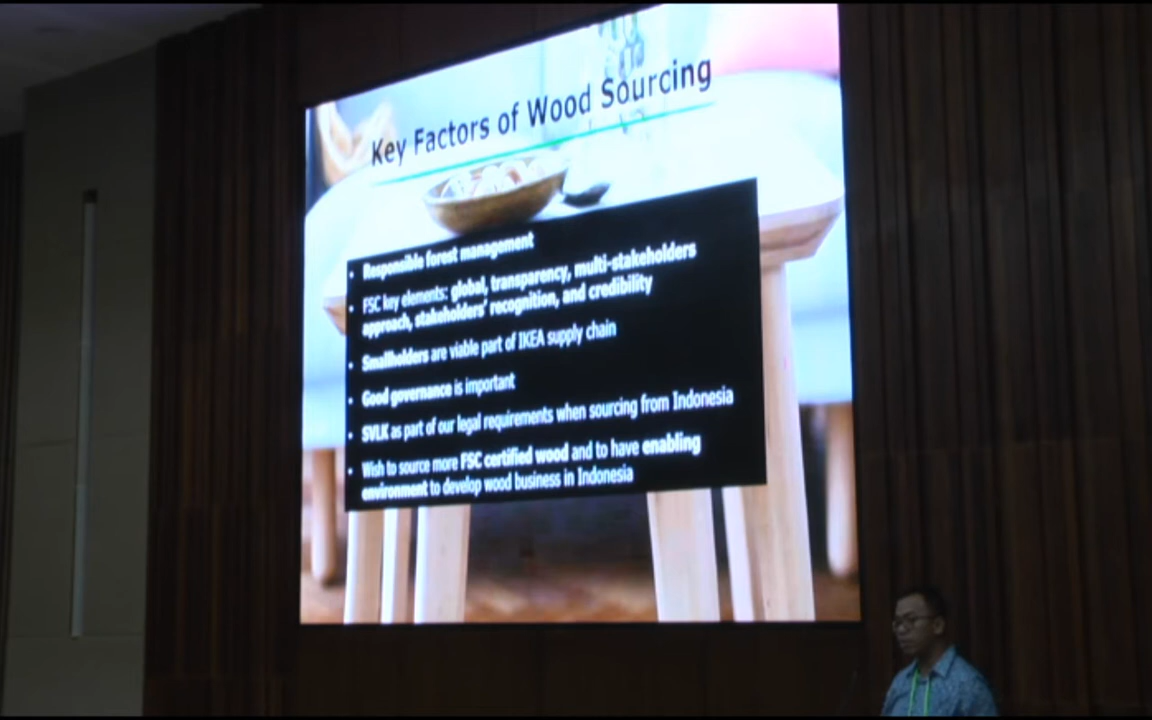 Key Factors of Wood Sourcing
• Responsible forest management
• FSC key elements: global, transparency, multi-stakeholders
approach, stakeholders' recognition, and credibility
• Smallholders are viable part of IKEA supply chain
• Good governance is important
• SVLK as part of our legal requirements when sourcing from Indonesia
• Wish to source more FSC certified wood and to have enabling
environment to develop wood business in Indonesia